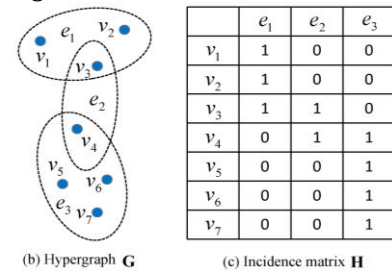 e₁
v₁
v₂
v₃
e₂
v₄
v₅
v₆
e₃
v₇
(b) Hypergraph G
e₁ e₂ e₃
v₁ 1 0 0
v₂ 1 0 0
v₃ 1 1 0
v₄ 0 1 1
v₅ 0 0 1
v₆ 0 0 1
v₇ 0 0 1
(c) Incidence matrix H